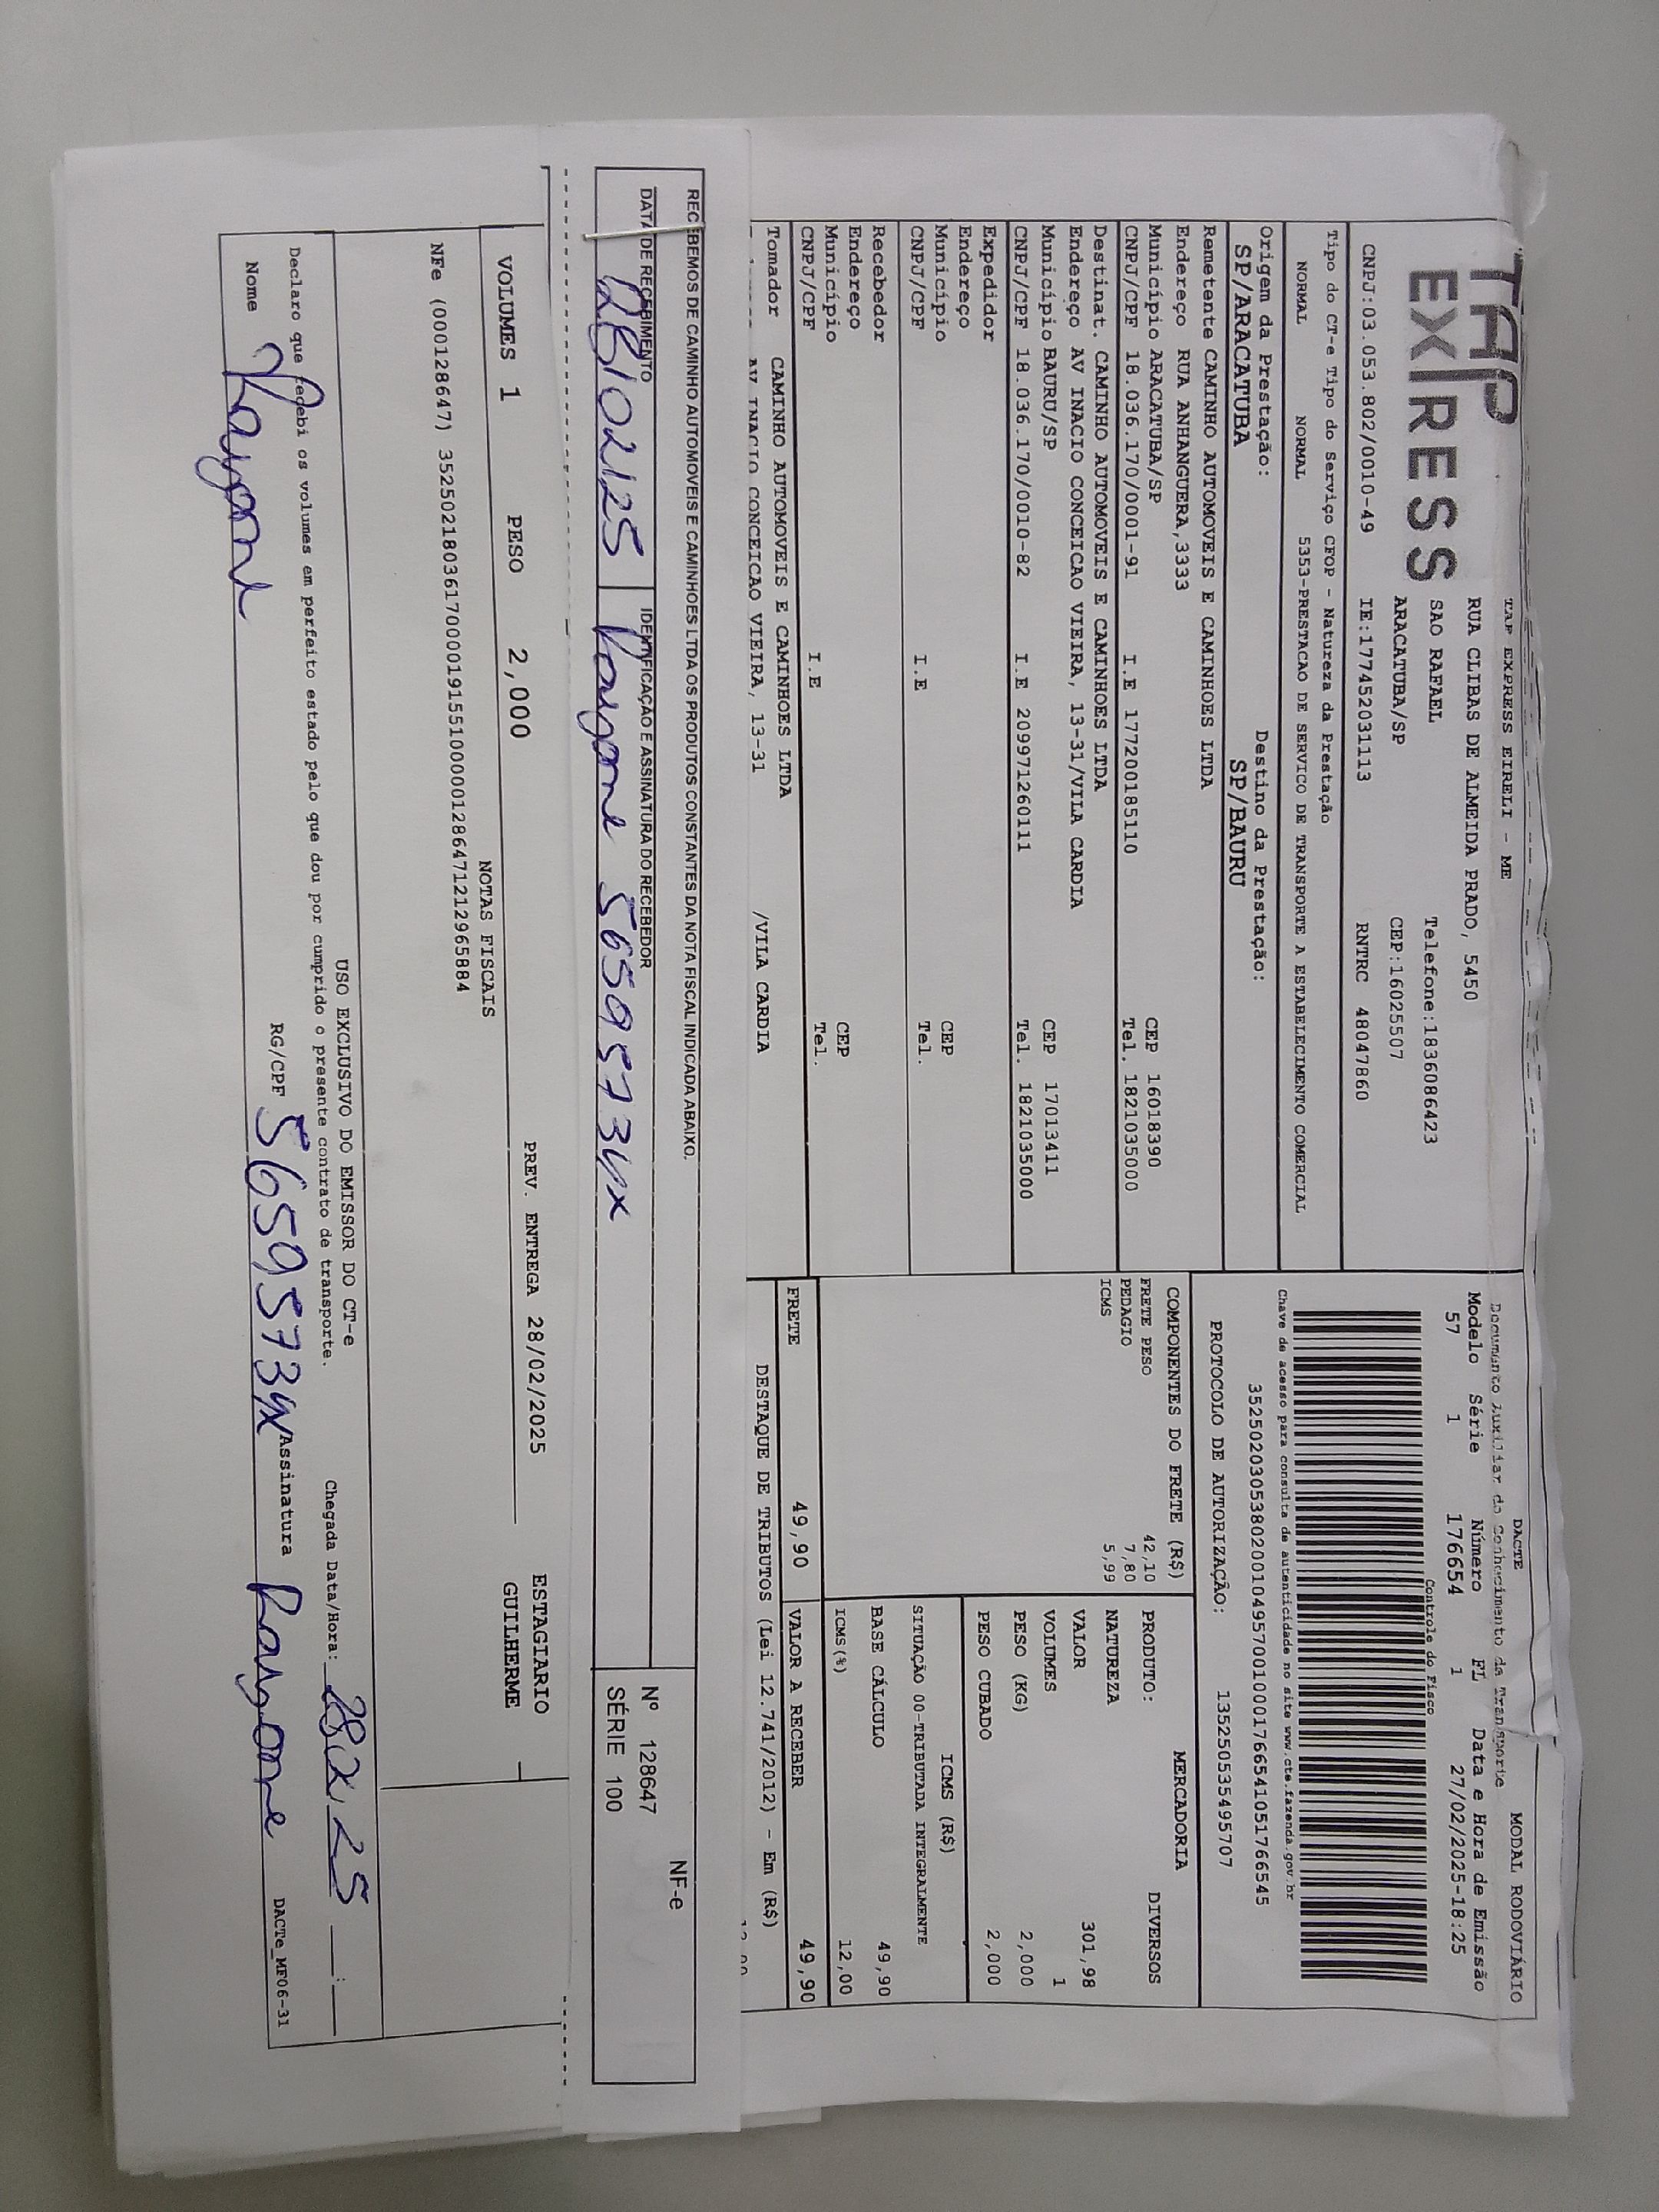 TAP
EXPRESS
TAP EXPRESS EIRELI - ME
RUA CLIBAS DE ALMEIDA PRADO, 5450
SAO RAFAEL Telefone:1836086423
ARACATUBA/SP CEP:16025507
CNPJ:03.053.802/0010-49 IE:177452031113 RNTRC 48047860
Tipo do CT-e Tipo do Serviço CFOP - Natureza da Prestação
NORMAL NORMAL 5353-PRESTACAO DE SERVICO DE TRANSPORTE A ESTABELECIMENTO COMERCIAL
Origem da Prestação: Destino da Prestação:
SP/ARACATUBA SP/BAURU
Remetente CAMINHO AUTOMOVEIS E CAMINHOES LTDA
Endereço RUA ANHANGUERA,3333
Município ARACATUBA/SP CEP 16018390
CNPJ/CPF 18.036.170/0001-91 I.E 177200185110 Tel. 1821035000
Destinat. CAMINHO AUTOMOVEIS E CAMINHOES LTDA
Endereço AV INACIO CONCEICAO VIEIRA, 13-31/VILA CARDIA
Município BAURU/SP CEP 17013411
CNPJ/CPF 18.036.170/0010-82 I.E 209971260111 Tel. 1821035000
Expedidor
Endereço
Município CEP
CNPJ/CPF I.E Tel.
Recebedor
Endereço
Município CEP
CNPJ/CPF I.E Tel.
Tomador CAMINHO AUTOMOVEIS E CAMINHOES LTDA
AV INACIO CONCEICAO VIEIRA, 13-31 /VILA CARDIA
DACTE MODAL RODOVIÁRIO
Documento Auxiliar do Conhecimento de Transporte
Modelo Série Número FL Data e Hora de Emissão
57 1 176654 1 27/02/2025-18:25
Controle do Fisco
Chave de acesso para consulta de autenticidade no site www.cte.fazenda.gov.br
35250203053802001049570010001766541051766545
PROTOCOLO DE AUTORIZAÇÃO: 135250535495707
COMPONENTES DO FRETE (R$)
FRETE PESO 42,10
PEDAGIO 7,80
ICMS 5,99
MERCADORIA
PRODUTO: DIVERSOS
NATUREZA
VALOR 301,98
VOLUMES 1
PESO (KG) 2,000
PESO CUBADO 2,000
ICMS (R$)
SITUAÇÃO 00-TRIBUTADA INTEGRALMENTE
BASE CÁLCULO 49,90
ICMS(%) 12,00
FRETE 49,90 VALOR A RECEBER 49,90
DESTAQUE DE TRIBUTOS (Lei 12.741/2012) - Em (R$)
RECEBEMOS DE CAMINHO AUTOMOVEIS E CAMINHOES LTDA OS PRODUTOS CONSTANTES DA NOTA FISCAL INDICADA ABAIXO.
DATA DE RECEBIMENTO IDENTIFICAÇÃO E ASSINATURA DO RECEBEDOR
28/02/25 56595734x
NF-e
Nº 128647
SÉRIE 100
VOLUMES 1 PESO 2,000 PREV. ENTREGA 28/02/2025
ESTAGIARIO
GUILHERME
NOTAS FISCAIS
NFe (000128647) 35250218036170000191551000001286471212965884
USO EXCLUSIVO DO EMISSOR DO CT-e
Declaro que recebi os volumes em perfeito estado pelo que dou por cumprido o presente contrato de transporte. Chegada Data/Hora: 28 2 25 __:__
Nome RG/CPF 56595734x Assinatura
DACTe_MF06-31